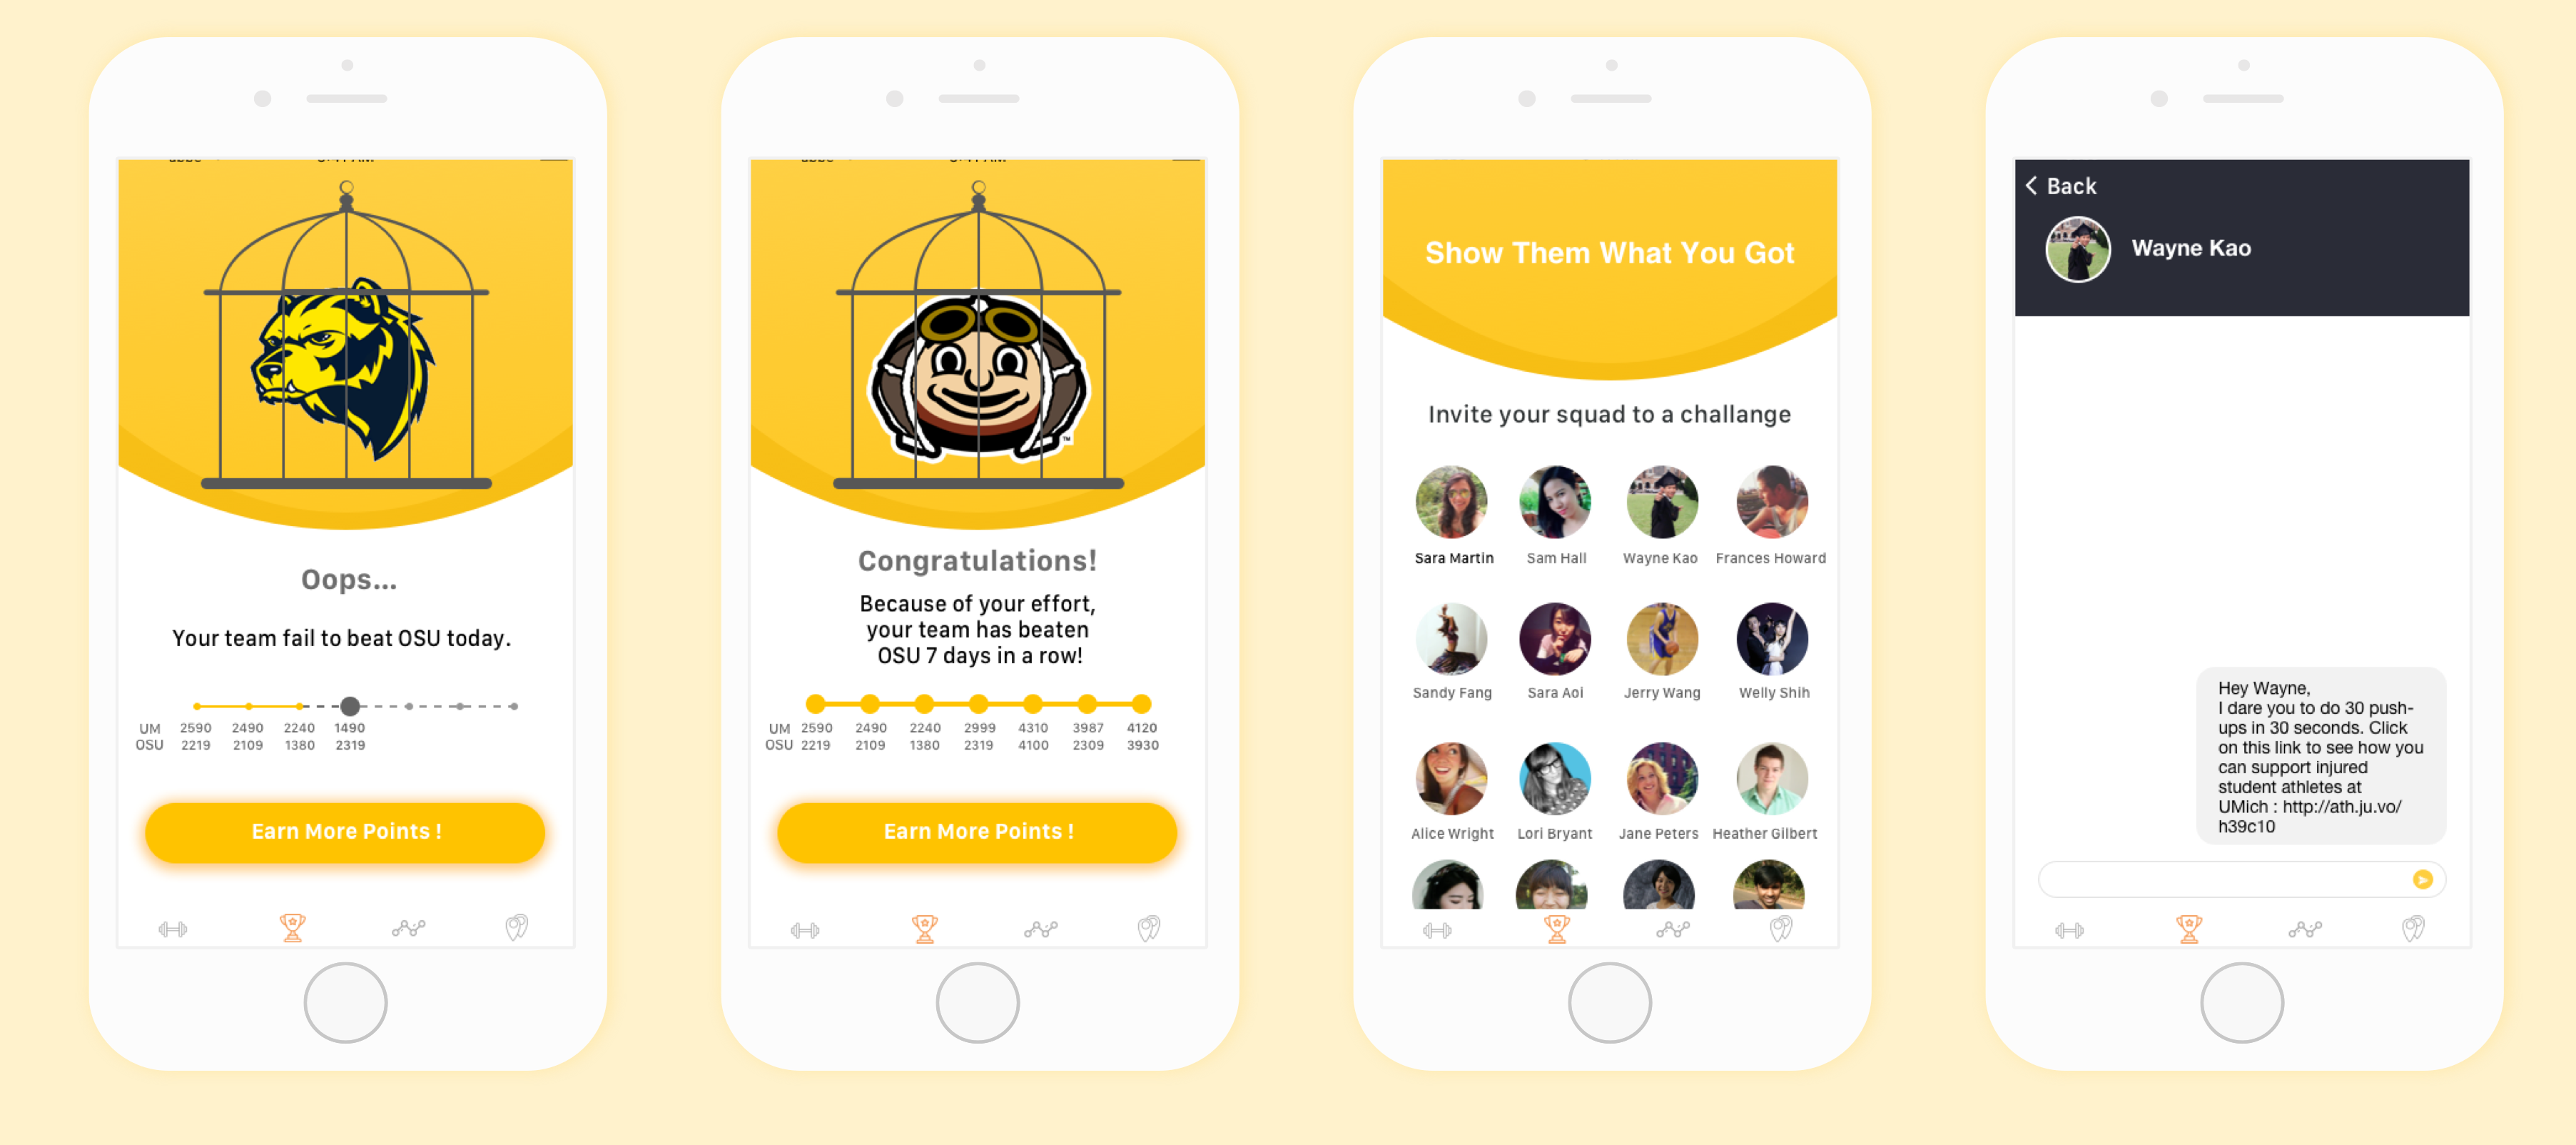 Oops...
Your team fail to beat OSU today.
UM 2590 2490 2240 1490
OSU 2219 2109 1380 2319
Earn More Points !
Congratulations!
Because of your effort,
your team has beaten
OSU 7 days in a row!
UM 2590 2490 2240 2999 4310 3987 4120
OSU 2219 2109 1380 2319 4100 2309 3930
Earn More Points !
TM
Show Them What You Got
Invite your squad to a challange
Sara Martin Sam Hall Wayne Kao Frances Howard
Sandy Fang Sara Aoi Jerry Wang Welly Shih
Alice Wright Lori Bryant Jane Peters Heather Gilbert
Back
Wayne Kao
Hey Wayne,
I dare you to do 30 push-
ups in 30 seconds. Click
on this link to see how you
can support injured
student athletes at
UMich : http://ath.ju.vo/
h39c10